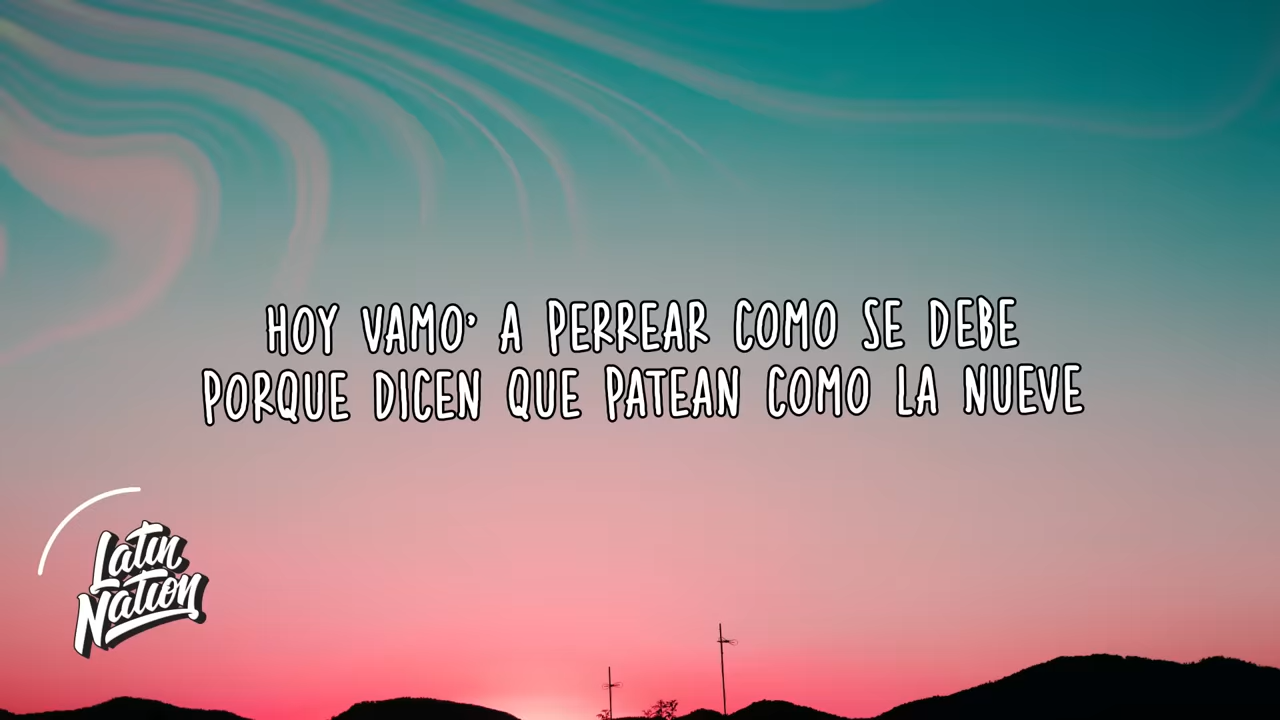 HOY VAMO' A PERREAR COMO SE DEBE
PORQUE DICEN QUE PATEAN COMO LA NUEVE
Latin
Nation